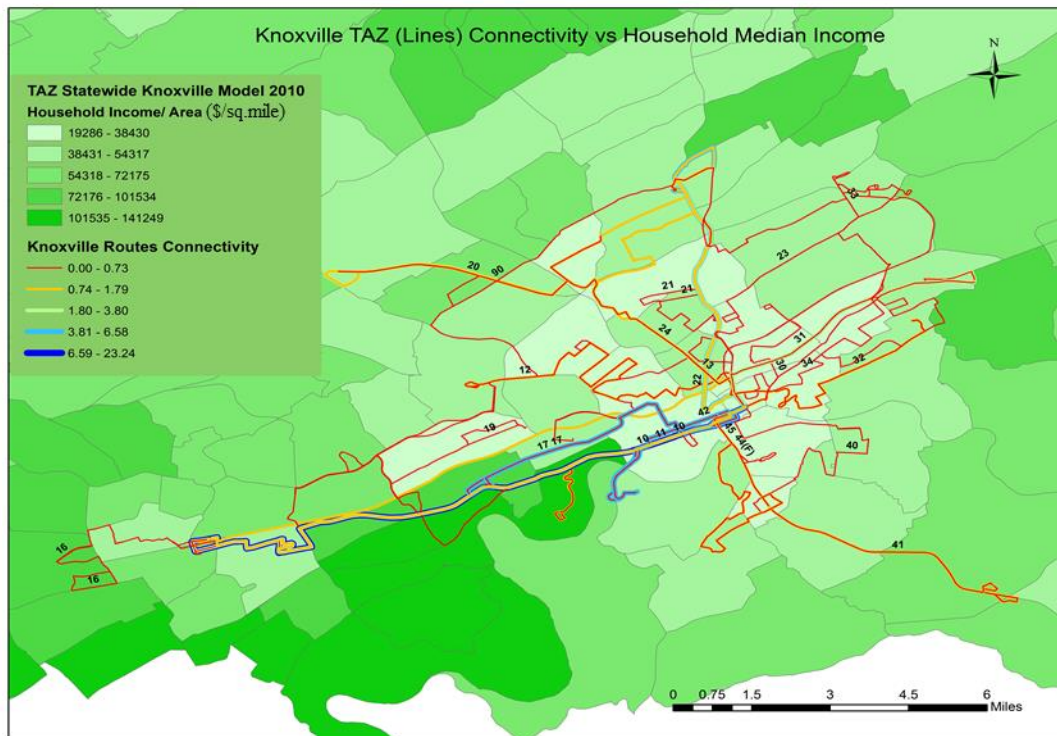 Knoxville TAZ (Lines) Connectivity vs Household Median Income
N
TAZ Statewide Knoxville Model 2010
Household Income/ Area ($/sq.mile)
19286 - 38430
38431 - 54317
54318 - 72175
72176 - 101534
101535 - 141249
Knoxville Routes Connectivity
0.00 - 0.73
0.74 - 1.79
1.80 - 3.80
3.81 - 6.58
6.59 - 23.24
33
23
20
90
21
21
24
31
13
30
34
32
12
22
42
19
17
17
10
11
10
45
44(F)
40
41
16
16
0
0.75
1.5
3
4.5
6
Miles